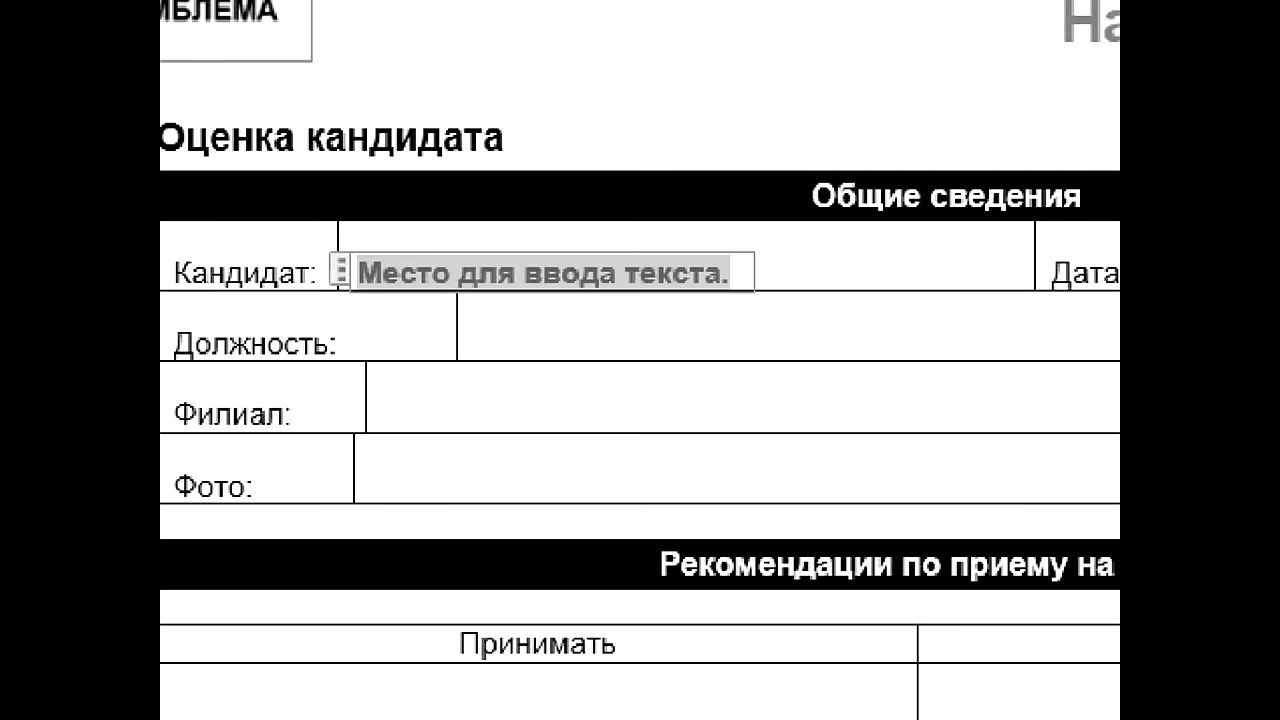 МБЛЕМА
На
Оценка кандидата
Общие сведения
Кандидат: Место для ввода текста. Дата
Должность:
Филиал:
Фото:
Рекомендации по приему на
Принимать